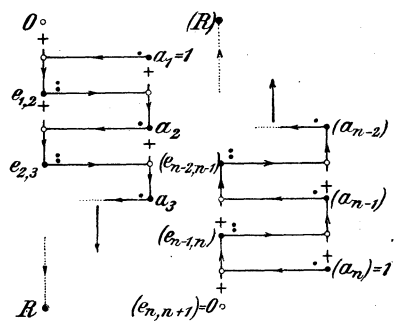 0
(R)
a₁=1
e₁,₂
a₂
(aₙ₋₂)
e₂,₃
(eₙ₋₂,ₙ₋₁)
a₃
(aₙ₋₁)
(eₙ₋₁,ₙ)
(aₙ)=1
R
(eₙ,ₙ₊₁)=0